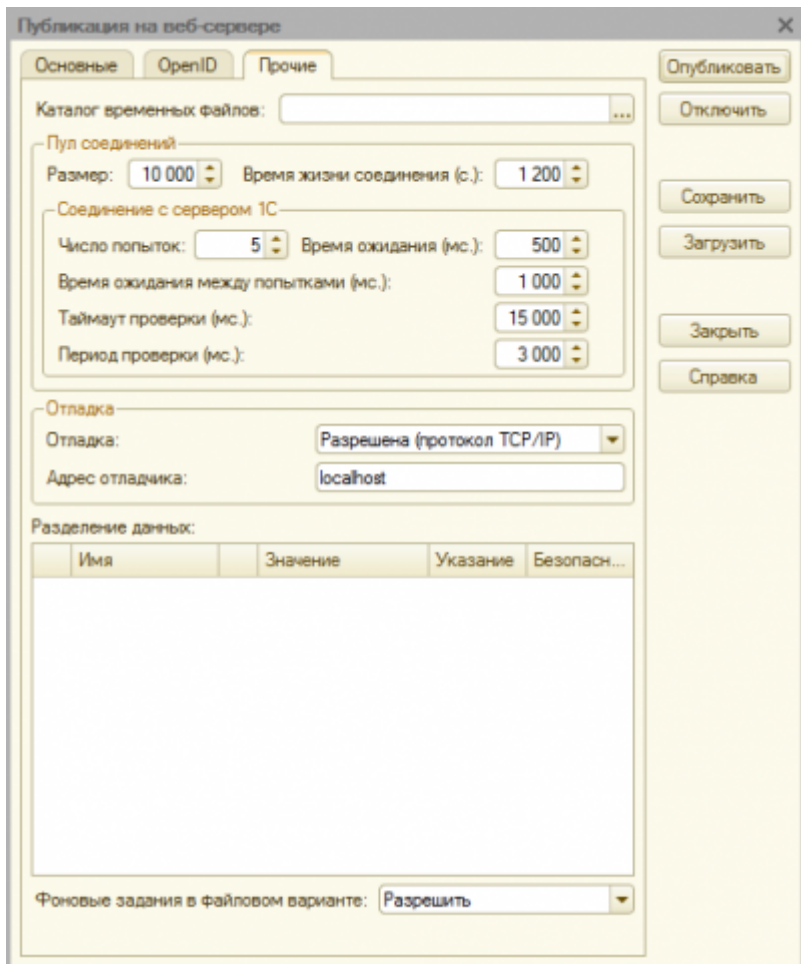 Публикация на веб-сервере
Основные OpenID Прочие
Опубликовать
Каталог временных файлов: ...
Отключить
Пул соединений
Размер: 10 000 Время жизни соединения (с.): 1 200
Сохранить
Соединение с сервером 1С
Число попыток: 5 Время ожидания (мс.): 500
Загрузить
Время ожидания между попытками (мс.): 1 000
Таймаут проверки (мс.): 15 000
Закрыть
Период проверки (мс.): 3 000
Справка
Отладка
Отладка: Разрешена (протокол TCP/IP)
Адрес отладчика: localhost
Разделение данных:
Имя Значение Указание Безопасн...
Фоновые задания в файловом варианте: Разрешить